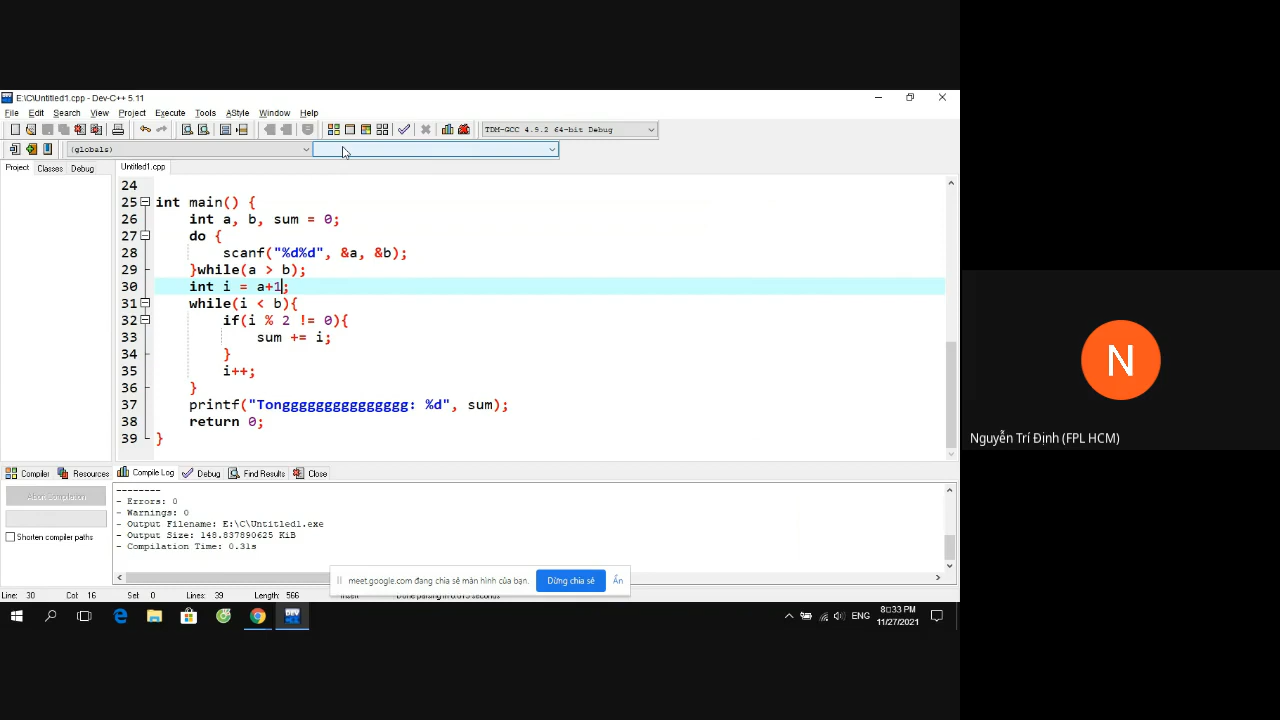 E:\C\Untitled1.cpp - Dev-C++ 5.11
File Edit Search View Project Execute Tools AStyle Window Help
TDM-GCC 4.9.2 64-bit Debug
(globals)
Project Classes Debug
Untitled1.cpp
24
25 int main() {
26 int a, b, sum = 0;
27 do {
28 scanf("%d%d", &a, &b);
29 }while(a > b);
30 int i = a+1;
31 while(i < b){
32 if(i % 2 != 0){
33 sum += i;
34 }
35 i++;
36 }
37 printf("Tonggggggggggggggg: %d", sum);
38 return 0;
39 }
Compiler Resources Compile Log Debug Find Results Close
Abort Compilation
Shorten compiler paths
--------
- Errors: 0
- Warnings: 0
- Output Filename: E:\C\Untitled1.exe
- Output Size: 148.837890625 KiB
- Compilation Time: 0.31s
meet.google.com đang chia sẻ màn hình của bạn.
Dừng chia sẻ
Ẩn
Line: 30 Col: 16 Sel: 0 Lines: 39 Length: 566 Insert
ENG
8:33 PM
11/27/2021
N
Nguyễn Trí Định (FPL HCM)